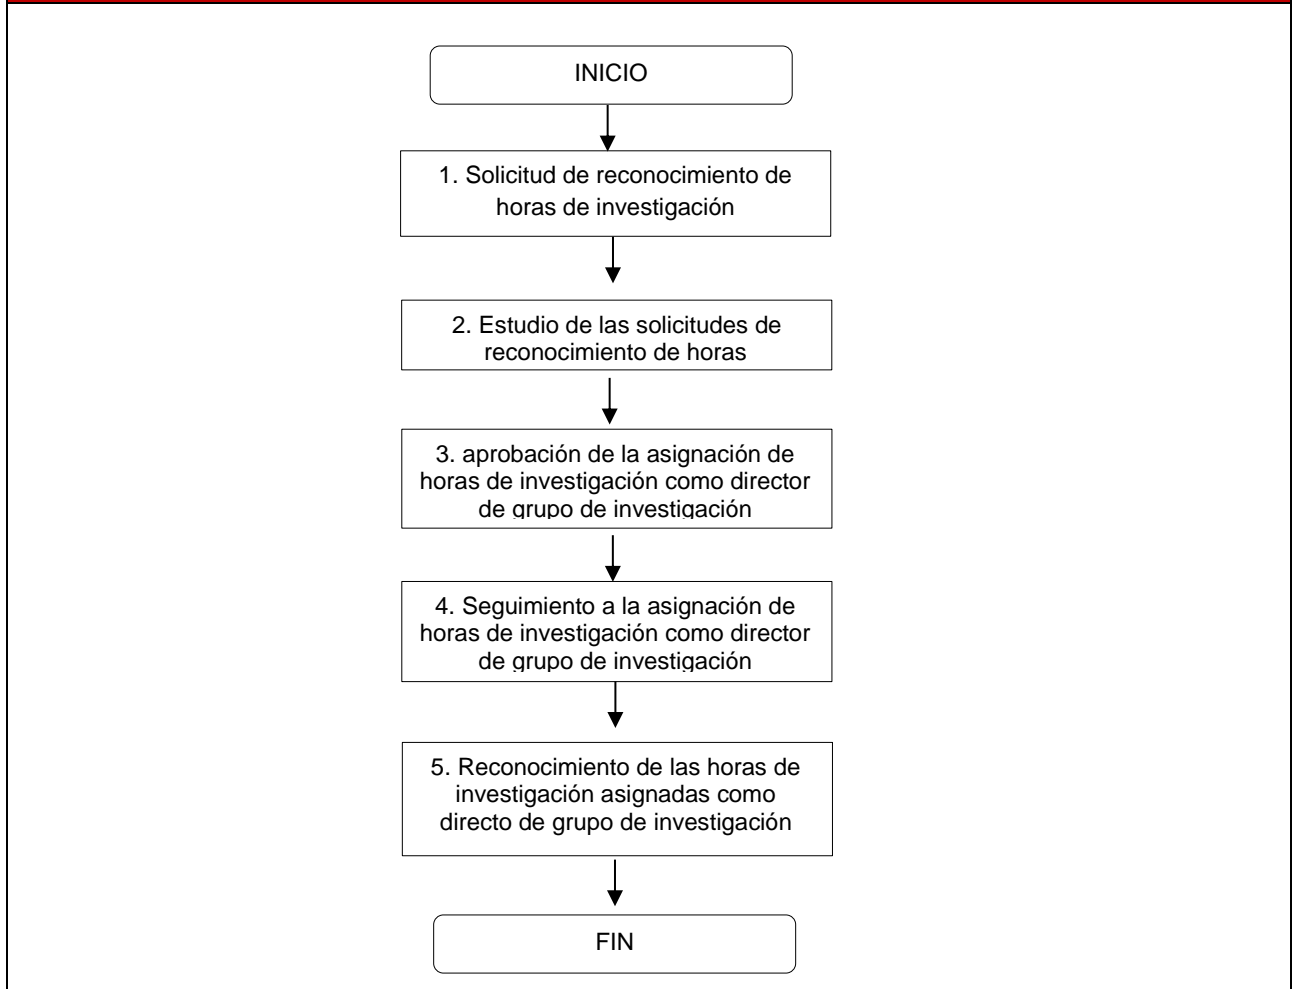 INICIO
1. Solicitud de reconocimiento de
horas de investigación
2. Estudio de las solicitudes de
reconocimiento de horas
3. aprobación de la asignación de
horas de investigación como director
de grupo de investigación
4. Seguimiento a la asignación de
horas de investigación como director
de grupo de investigación
5. Reconocimiento de las horas de
investigación asignadas como
directo de grupo de investigación
FIN